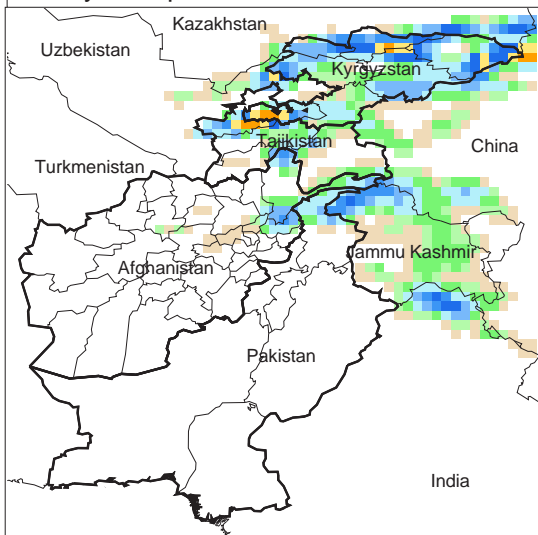 Kazakhstan
Uzbekistan
Kyrgyzstan
Tajikistan
China
Turkmenistan
Jammu Kashmir
Afghanistan
Pakistan
India